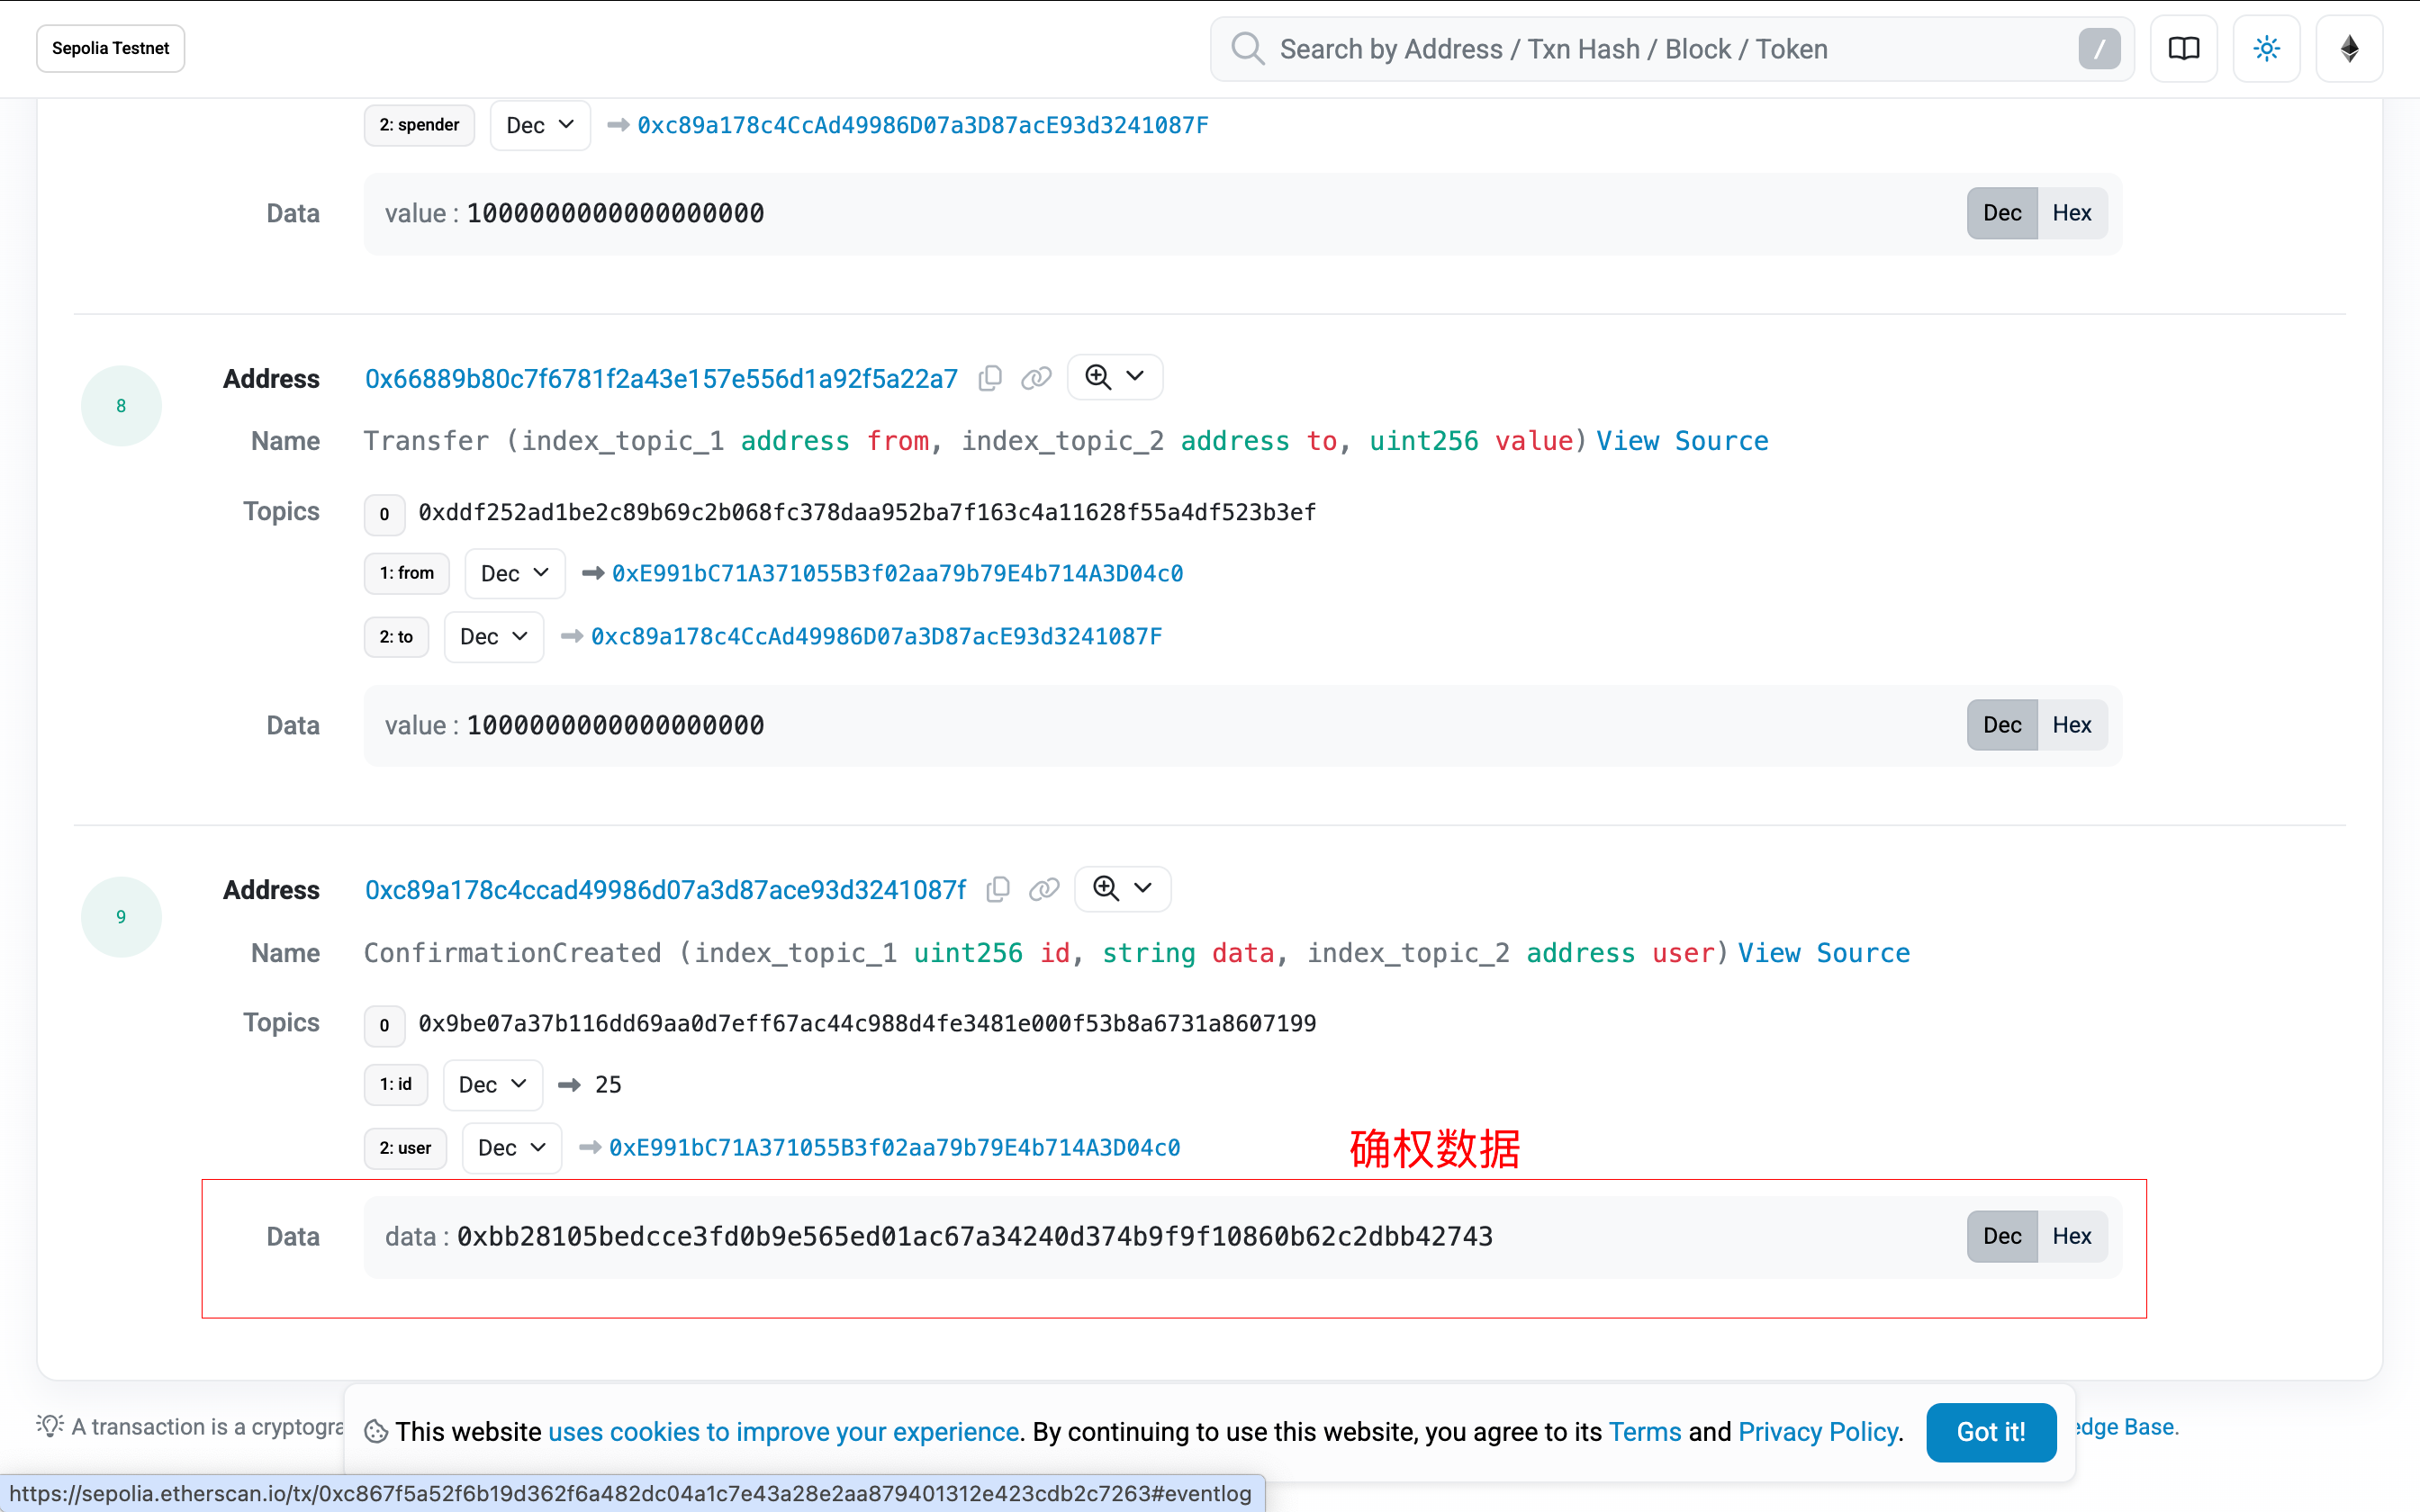 Sepolia Testnet
Search by Address / Txn Hash / Block / Token
/
2: spender Dec 0xc89a178c4CcAd49986D07a3D87acE93d3241087F
Data value : 1000000000000000000 Dec Hex
8
Address 0x66889b80c7f6781f2a43e157e556d1a92f5a22a7
Name Transfer (index_topic_1 address from, index_topic_2 address to, uint256 value) View Source
Topics 0 0xddf252ad1be2c89b69c2b068fc378daa952ba7f163c4a11628f55a4df523b3ef
1: from Dec 0xE991bC71A371055B3f02aa79b79E4b714A3D04c0
2: to Dec 0xc89a178c4CcAd49986D07a3D87acE93d3241087F
Data value : 1000000000000000000 Dec Hex
9
Address 0xc89a178c4ccad49986d07a3d87ace93d3241087f
Name ConfirmationCreated (index_topic_1 uint256 id, string data, index_topic_2 address user) View Source
Topics 0 0x9be07a37b116dd69aa0d7eff67ac44c988d4fe3481e000f53b8a6731a8607199
1: id Dec 25
2: user Dec 0xE991bC71A371055B3f02aa79b79E4b714A3D04c0
确权数据
Data data : 0xbb28105bedcce3fd0b9e565ed01ac67a34240d374b9f9f10860b62c2dbb42743 Dec Hex
A transaction is a cryptogra
This website uses cookies to improve your experience. By continuing to use this website, you agree to its Terms and Privacy Policy. Got it!
edge Base.
https://sepolia.etherscan.io/tx/0xc867f5a52f6b19d362f6a482dc04a1c7e43a28e2aa879401312e423cdb2c7263#eventlog